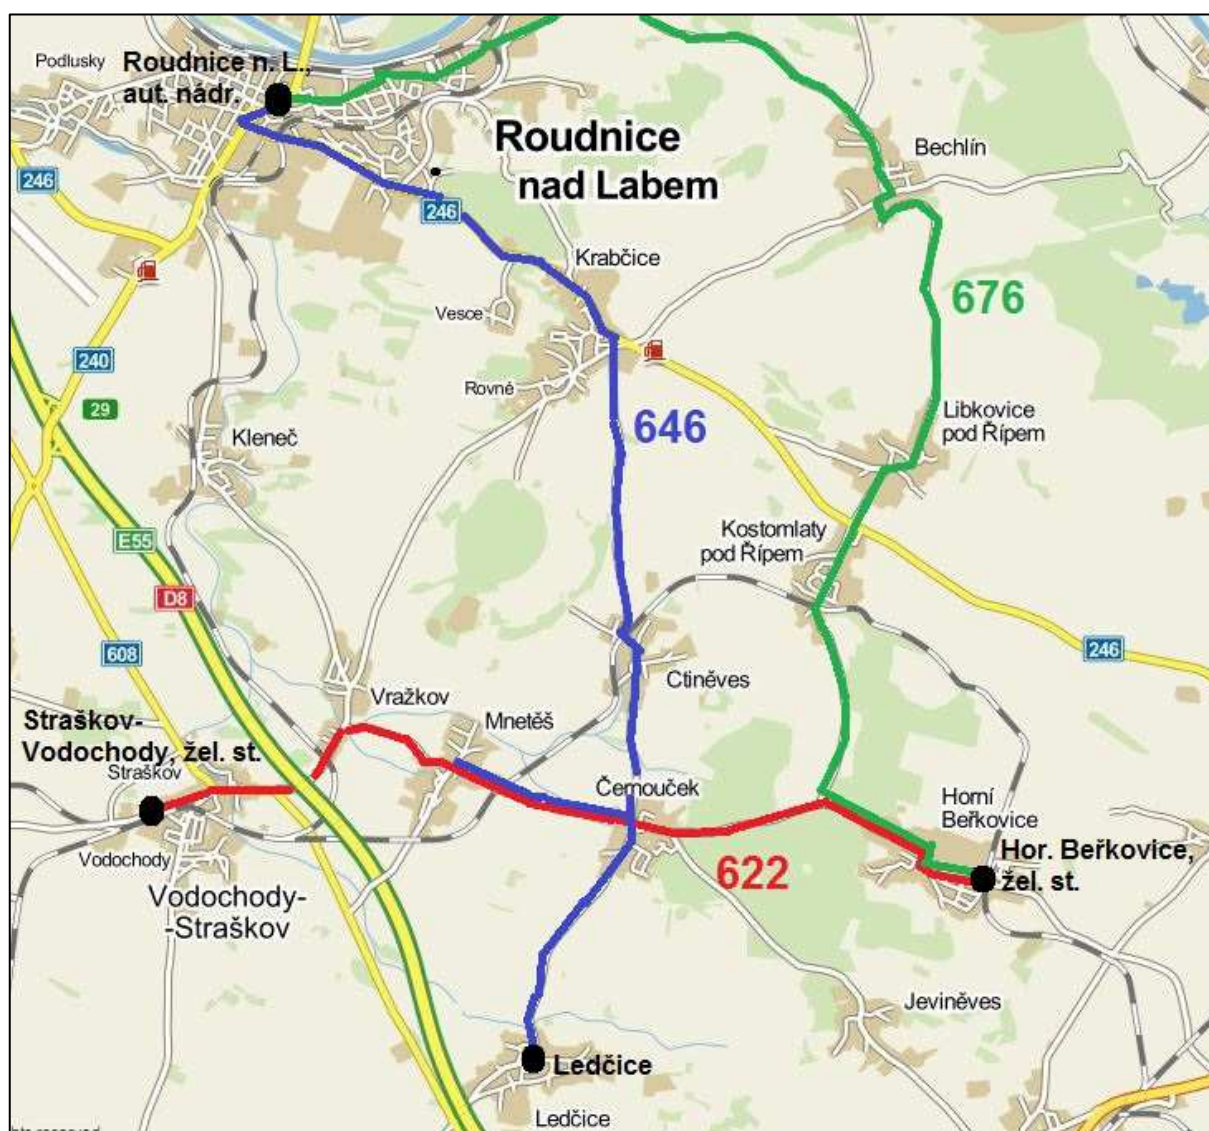 Podlusky
Roudnice n. L.,
aut. nádr.
Roudnice
nad Labem
Bechlín
246
246
Krabčice
676
Vesce
240
Rovné
29
646
Libkovice
pod Řípem
Kleneč
Kostomlaty
pod Řípem
E55
D8
608
246
Ctiněves
Vražkov
Mnetěš
Straškov-
Vodochody, žel. st.
Straškov
Černouček
Horní
Beřkovice
Vodochody
Hor. Beřkovice,
žel. st.
622
Vodochody-
-Straškov
Jeviněves
Ledčice
Ledčice